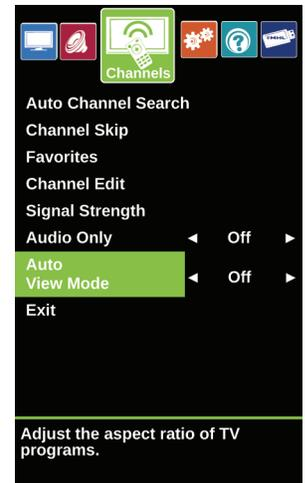 MHL
Channels
Auto Channel Search
Channel Skip
Favorites
Channel Edit
Signal Strength
Audio Only ◄ Off ►
Auto
View Mode ◄ Off ►
Exit
Adjust the aspect ratio of TV
programs.